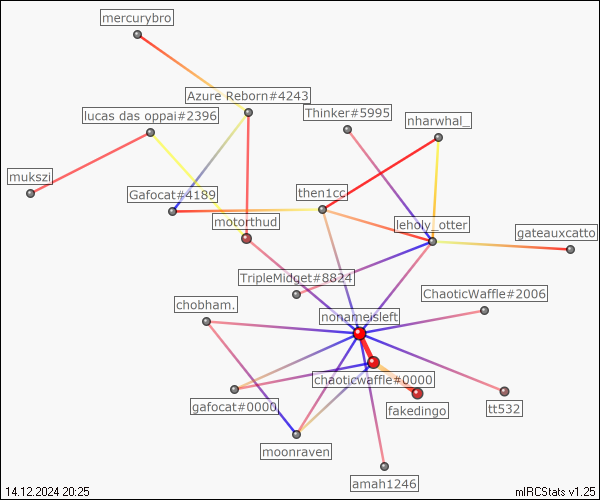 mercurybro
Azure Reborn#4243
lucas das oppai#2396
Thinker#5995
nharwhal_
mukszi
Gafocat#4189
then1cc
motorthud
leholy_otter
gateauxcatto
TripleMidget#8824
chobham.
ChaoticWaffle#2006
nonameisleft
chaoticwaffle#0000
gafocat#0000
fakedingo
tt532
moonraven
amah1246
14.12.2024 20:25
mIRCStats v1.25